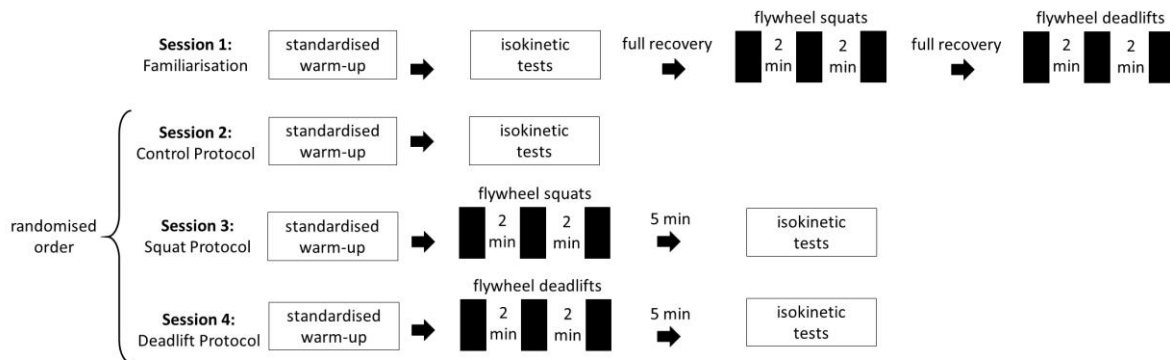 flywheel squats
flywheel deadlifts
Session 1:
Familiarisation
standardised
warm-up
isokinetic
tests
full recovery
2
min
2
min
full recovery
2
min
2
min
Session 2:
Control Protocol
standardised
warm-up
isokinetic
tests
randomised
order
flywheel squats
Session 3:
Squat Protocol
standardised
warm-up
2
min
2
min
5 min
isokinetic
tests
flywheel deadlifts
Session 4:
Deadlift Protocol
standardised
warm-up
2
min
2
min
5 min
isokinetic
tests